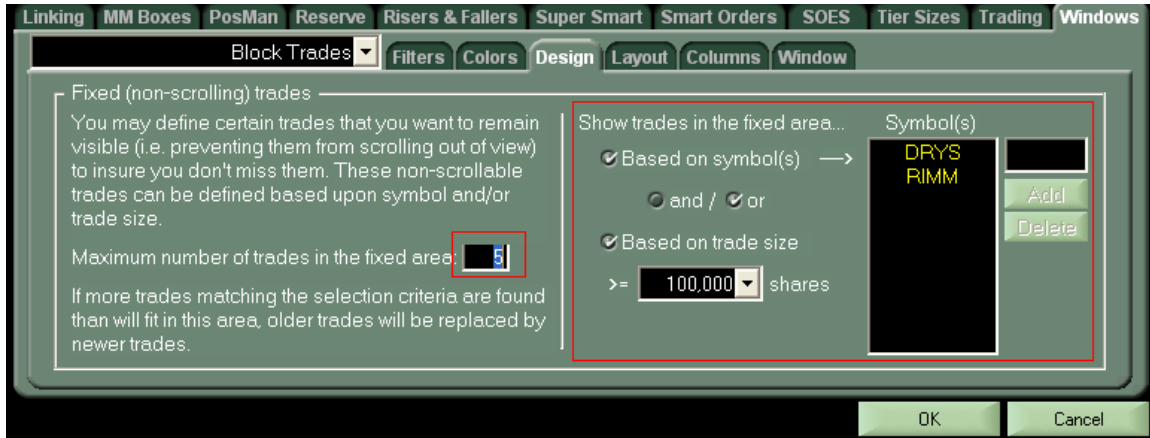 Linking MM Boxes PosMan Reserve Risers & Fallers Super Smart Smart Orders SOES Tier Sizes Trading Windows
Block Trades Filters Colors Design Layout Columns Window
Fixed (non-scrolling) trades
You may define certain trades that you want to remain
visible (i.e. preventing them from scrolling out of view)
to insure you don't miss them. These non-scrollable
trades can be defined based upon symbol and/or
trade size.
Maximum number of trades in the fixed area: 5
If more trades matching the selection criteria are found
than will fit in this area, older trades will be replaced by
newer trades.
Show trades in the fixed area... Symbol(s)
Based on symbol(s) —>
and / or
Based on trade size
>= 100,000 shares
DRYS
RIMM
Add
Delete
OK Cancel